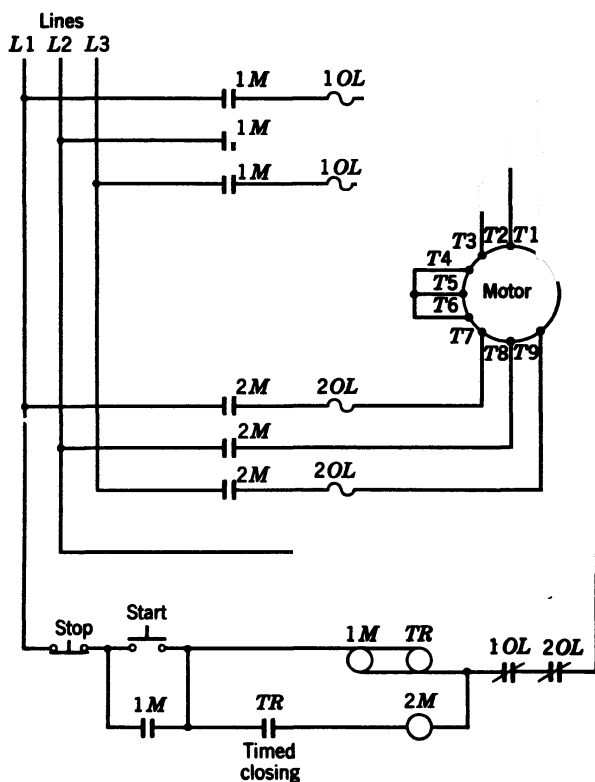 Lines
L1 L2 L3
1M 1OL
1M
1M 1OL
T3 T2 T1
T4
T5 Motor
T6
T7 T8 T9
2M 2OL
2M
2M 2OL
Stop Start 1M TR 1OL 2OL
1M TR 2M
Timed
closing